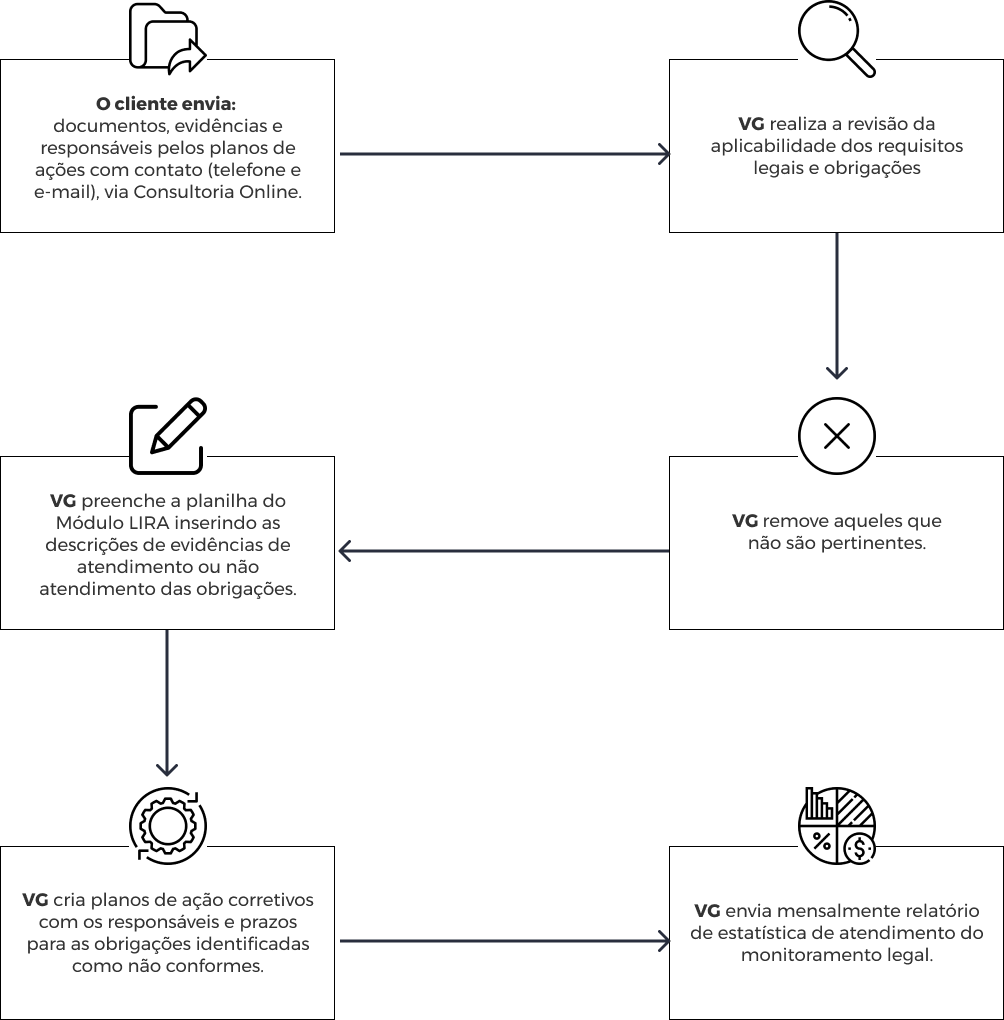 O cliente envia:
documentos, evidências e
responsáveis pelos planos de
ações com contato (telefone e
e-mail), via Consultoria Online.
VG realiza a revisão da
aplicabilidade dos requisitos
legais e obrigações
VG remove aqueles que
não são pertinentes.
VG preenche a planilha do
Módulo LIRA inserindo as
descrições de evidências de
atendimento ou não
atendimento das obrigações.
VG cria planos de ação corretivos
com os responsáveis e prazos
para as obrigações identificadas
como não conformes.
%
$
VG envia mensalmente relatório
de estatística de atendimento do
monitoramento legal.